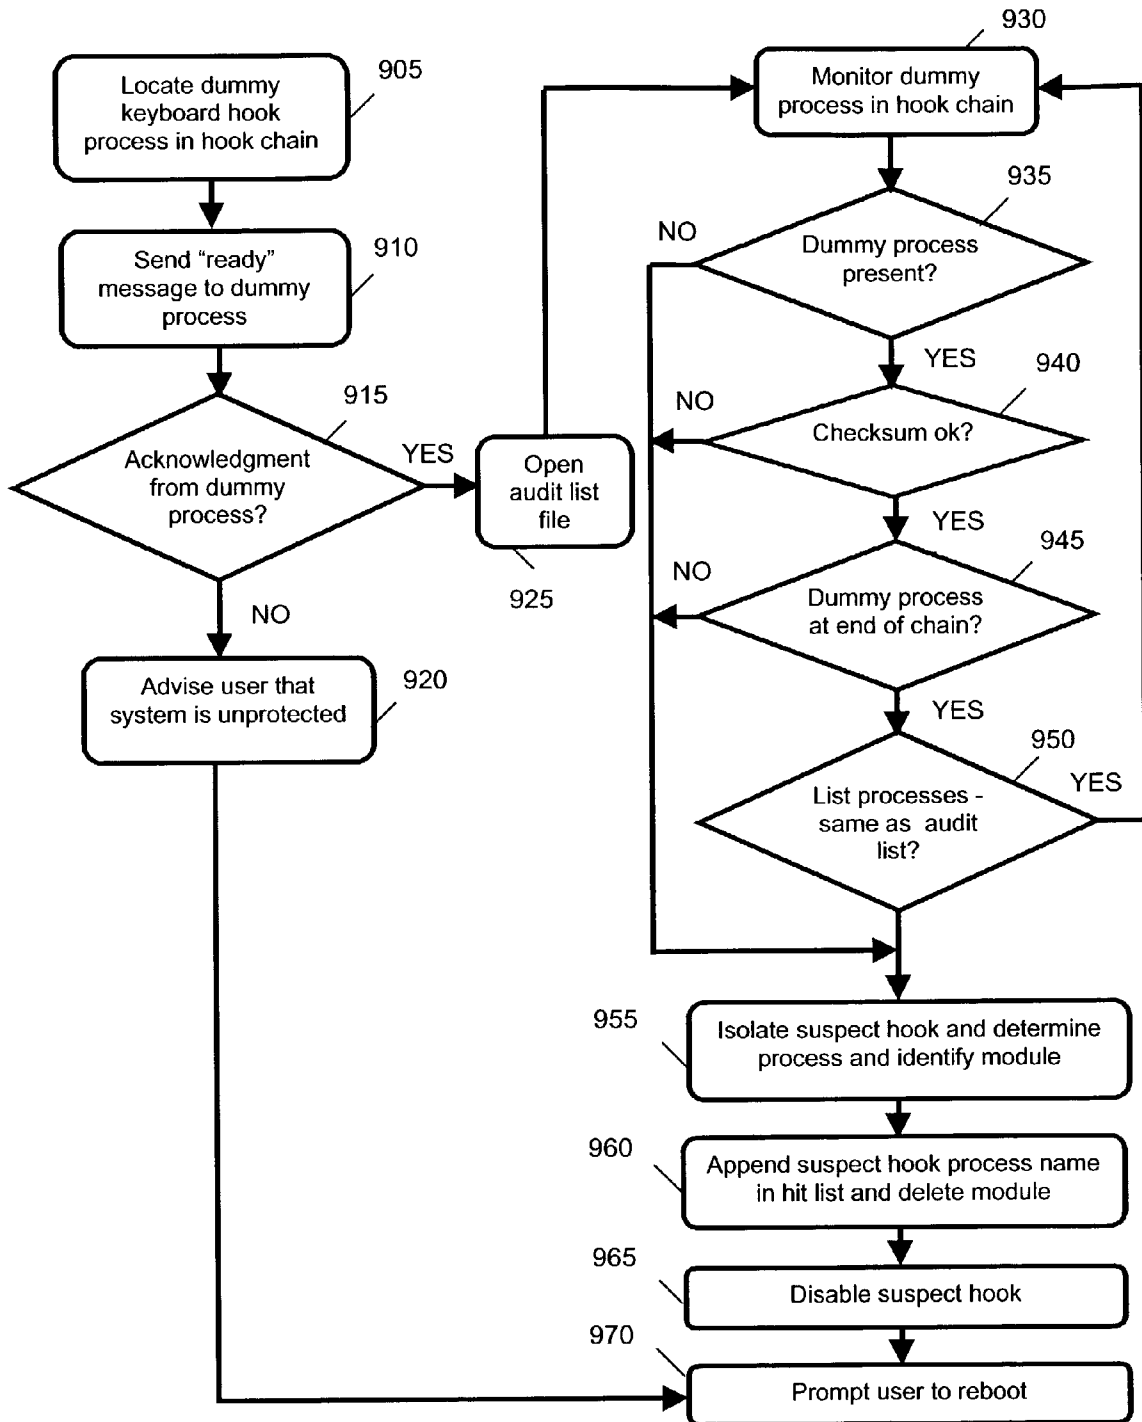 Locate dummy
keyboard hook
process in hook chain
905
Send “ready”
message to dummy
process
910
Acknowledgment
from dummy
process?
915
YES
NO
Open
audit list
file
925
Advise user that
system is unprotected
920
930
Monitor dummy
process in hook chain
935
NO
Dummy process
present?
YES
940
NO
Checksum ok?
YES
945
NO
Dummy process
at end of chain?
YES
950
YES
List processes -
same as audit
list?
955
Isolate suspect hook and determine
process and identify module
960
Append suspect hook process name
in hit list and delete module
965
Disable suspect hook
970
Prompt user to reboot